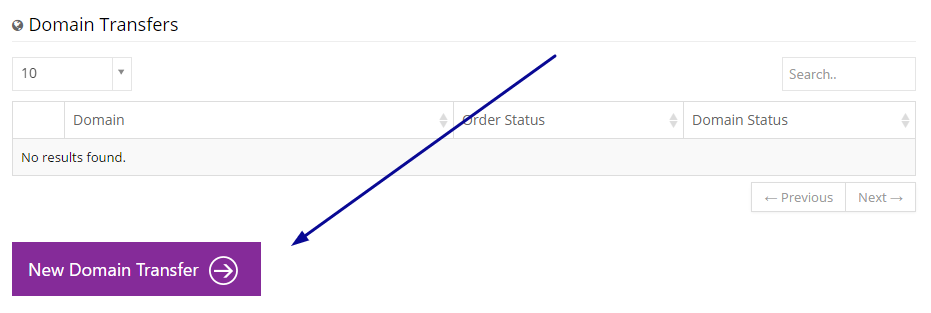 Domain Transfers
10
Search..
Domain Order Status Domain Status
No results found.
← Previous Next →
New Domain Transfer